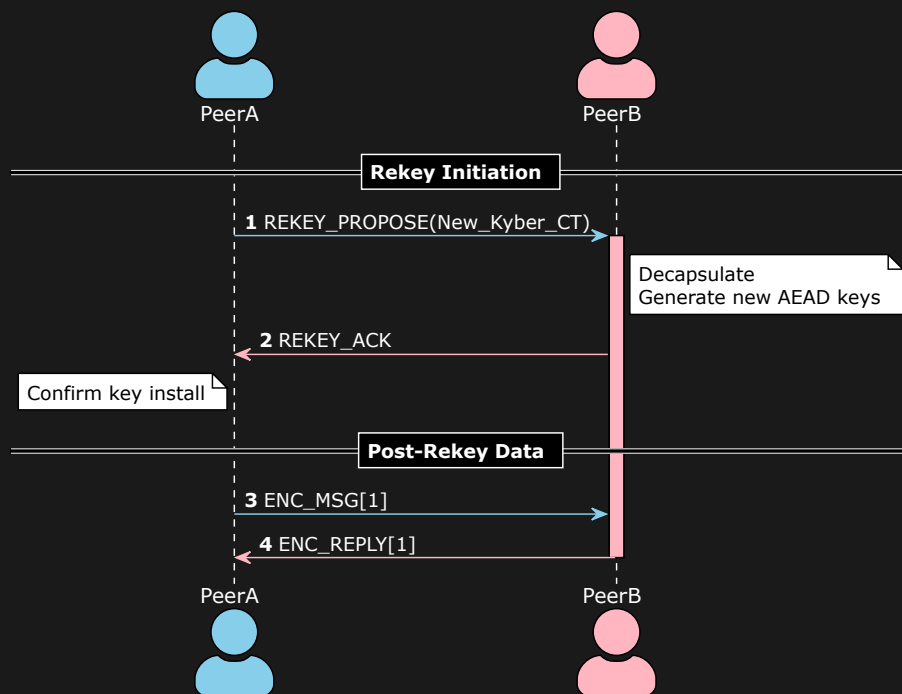 PeerA
PeerB
Rekey Initiation
1 REKEY_PROPOSE(New_Kyber_CT)
Decapsulate
Generate new AEAD keys
2 REKEY_ACK
Confirm key install
Post-Rekey Data
3 ENC_MSG[1]
4 ENC_REPLY[1]
PeerA
PeerB